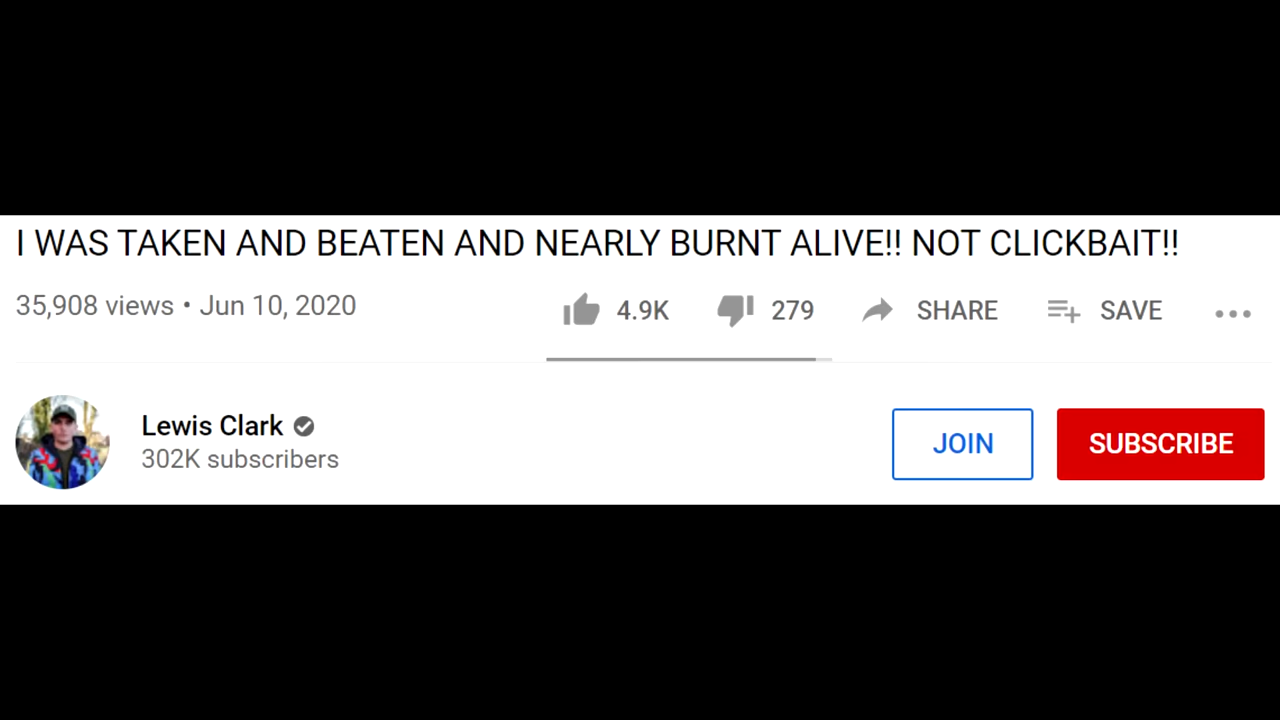 I WAS TAKEN AND BEATEN AND NEARLY BURNT ALIVE!! NOT CLICKBAIT!!
35,908 views • Jun 10, 2020 4.9K 279 SHARE SAVE
Lewis Clark
302K subscribers
JOIN SUBSCRIBE